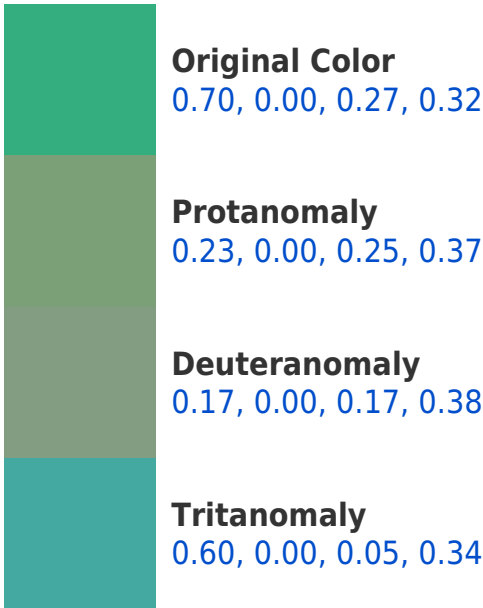 Original Color
0.70, 0.00, 0.27, 0.32
Protanomaly
0.23, 0.00, 0.25, 0.37
Deuteranomaly
0.17, 0.00, 0.17, 0.38
Tritanomaly
0.60, 0.00, 0.05, 0.34